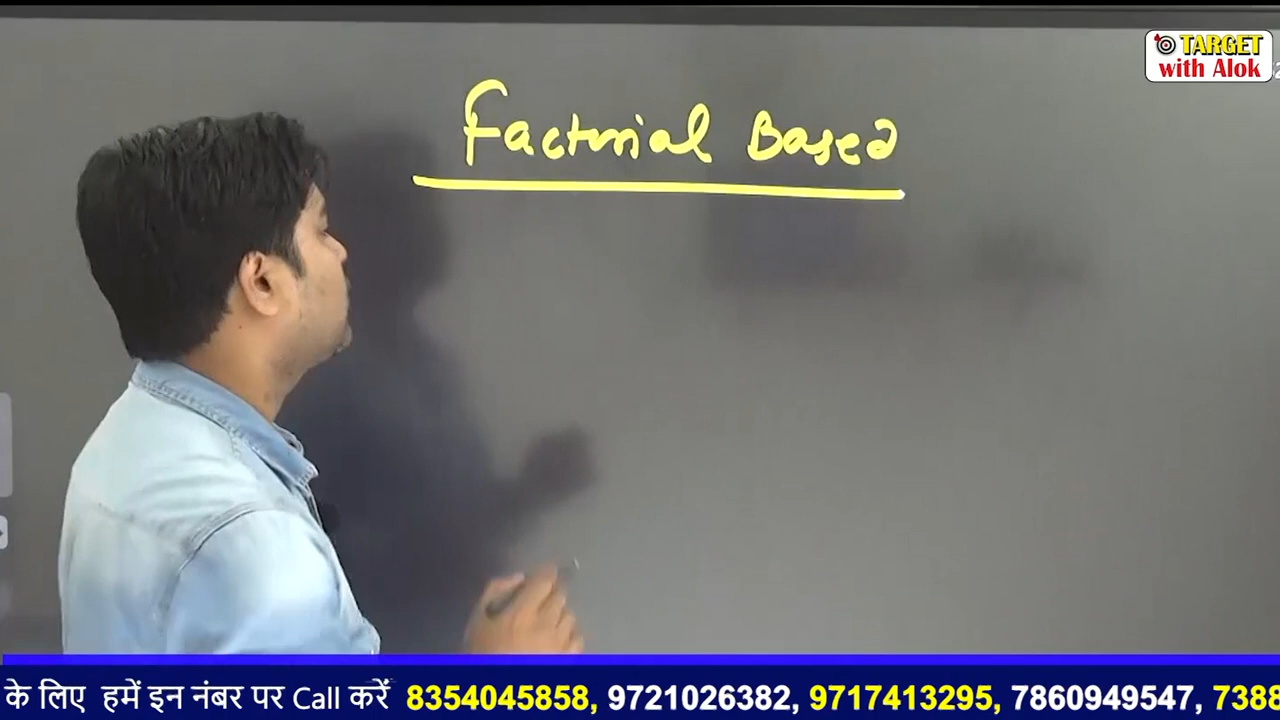 TARGET
with Alok
Factorial Based
के लिए हमें इन नंबर पर Call करें 8354045858, 9721026382, 9717413295, 7860949547, 7388